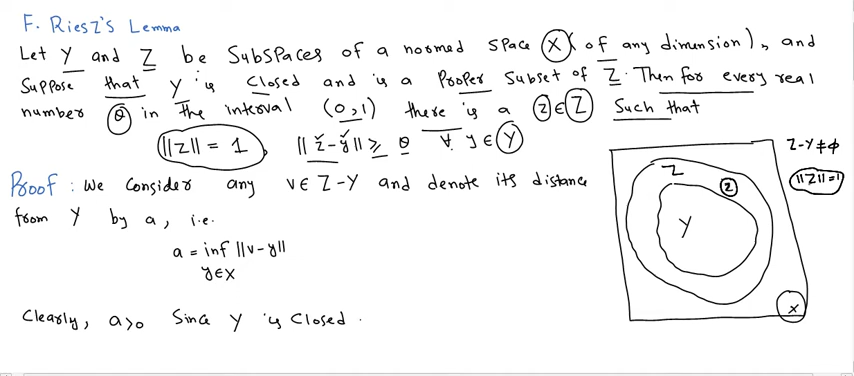 F. Riesz's Lemma
Let Y and Z be Subspaces of a normed space X (of any dimension), and
Suppose that Y is Closed and is a Proper Subset of Z. Then for every real
number θ in the interval (0,1) there is a z ∈ Z Such that
||z|| = 1, ||z-y|| ≥ θ ∀ y ∈ Y
Z-Y ≠ φ
||z||=1
Z
z
Y
X
Proof : We Consider any v ∈ Z-Y and denote its distance
from Y by a, i.e.
a = inf ||v-y||
y∈X
Clearly, a>0 Since Y is Closed.